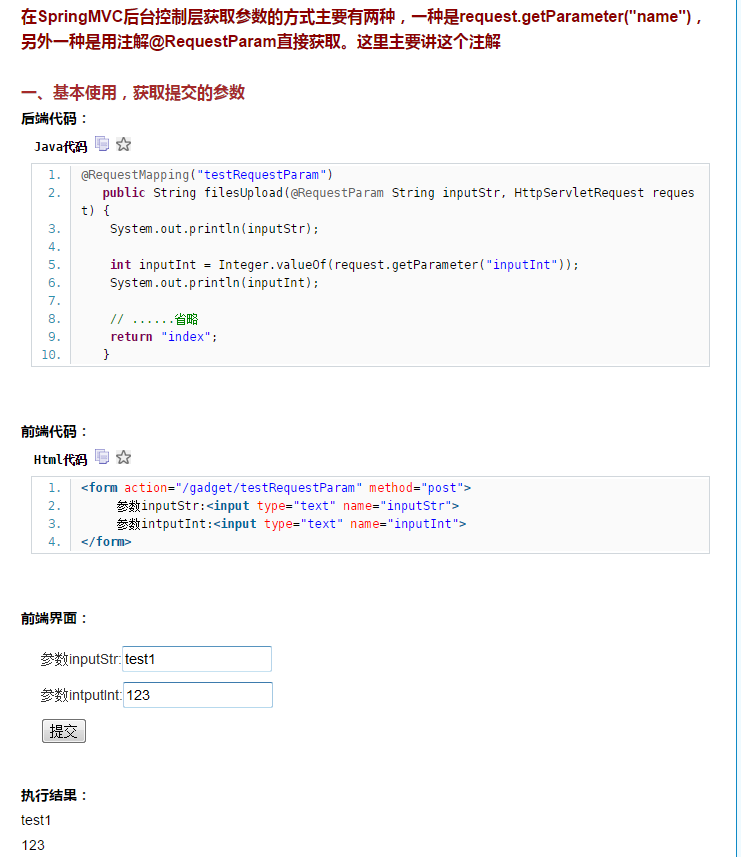 在SpringMVC后台控制层获取参数的方式主要有两种，一种是request.getParameter("name")，
另外一种是用注解@RequestParam直接获取。这里主要讲这个注解
一、基本使用，获取提交的参数
后端代码：
Java代码
1. @RequestMapping("testRequestParam")
2. public String filesUpload(@RequestParam String inputStr, HttpServletRequest reques
t) {
3. System.out.println(inputStr);
4.
5. int inputInt = Integer.valueOf(request.getParameter("inputInt"));
6. System.out.println(inputInt);
7.
8. // ......省略
9. return "index";
10. }
前端代码：
Html代码
1. <form action="/gadget/testRequestParam" method="post">
2. 参数inputStr:<input type="text" name="inputStr">
3. 参数intputInt:<input type="text" name="inputInt">
4. </form>
前端界面：
参数inputStr:test1
参数intputInt:123
提交
执行结果：
test1
123